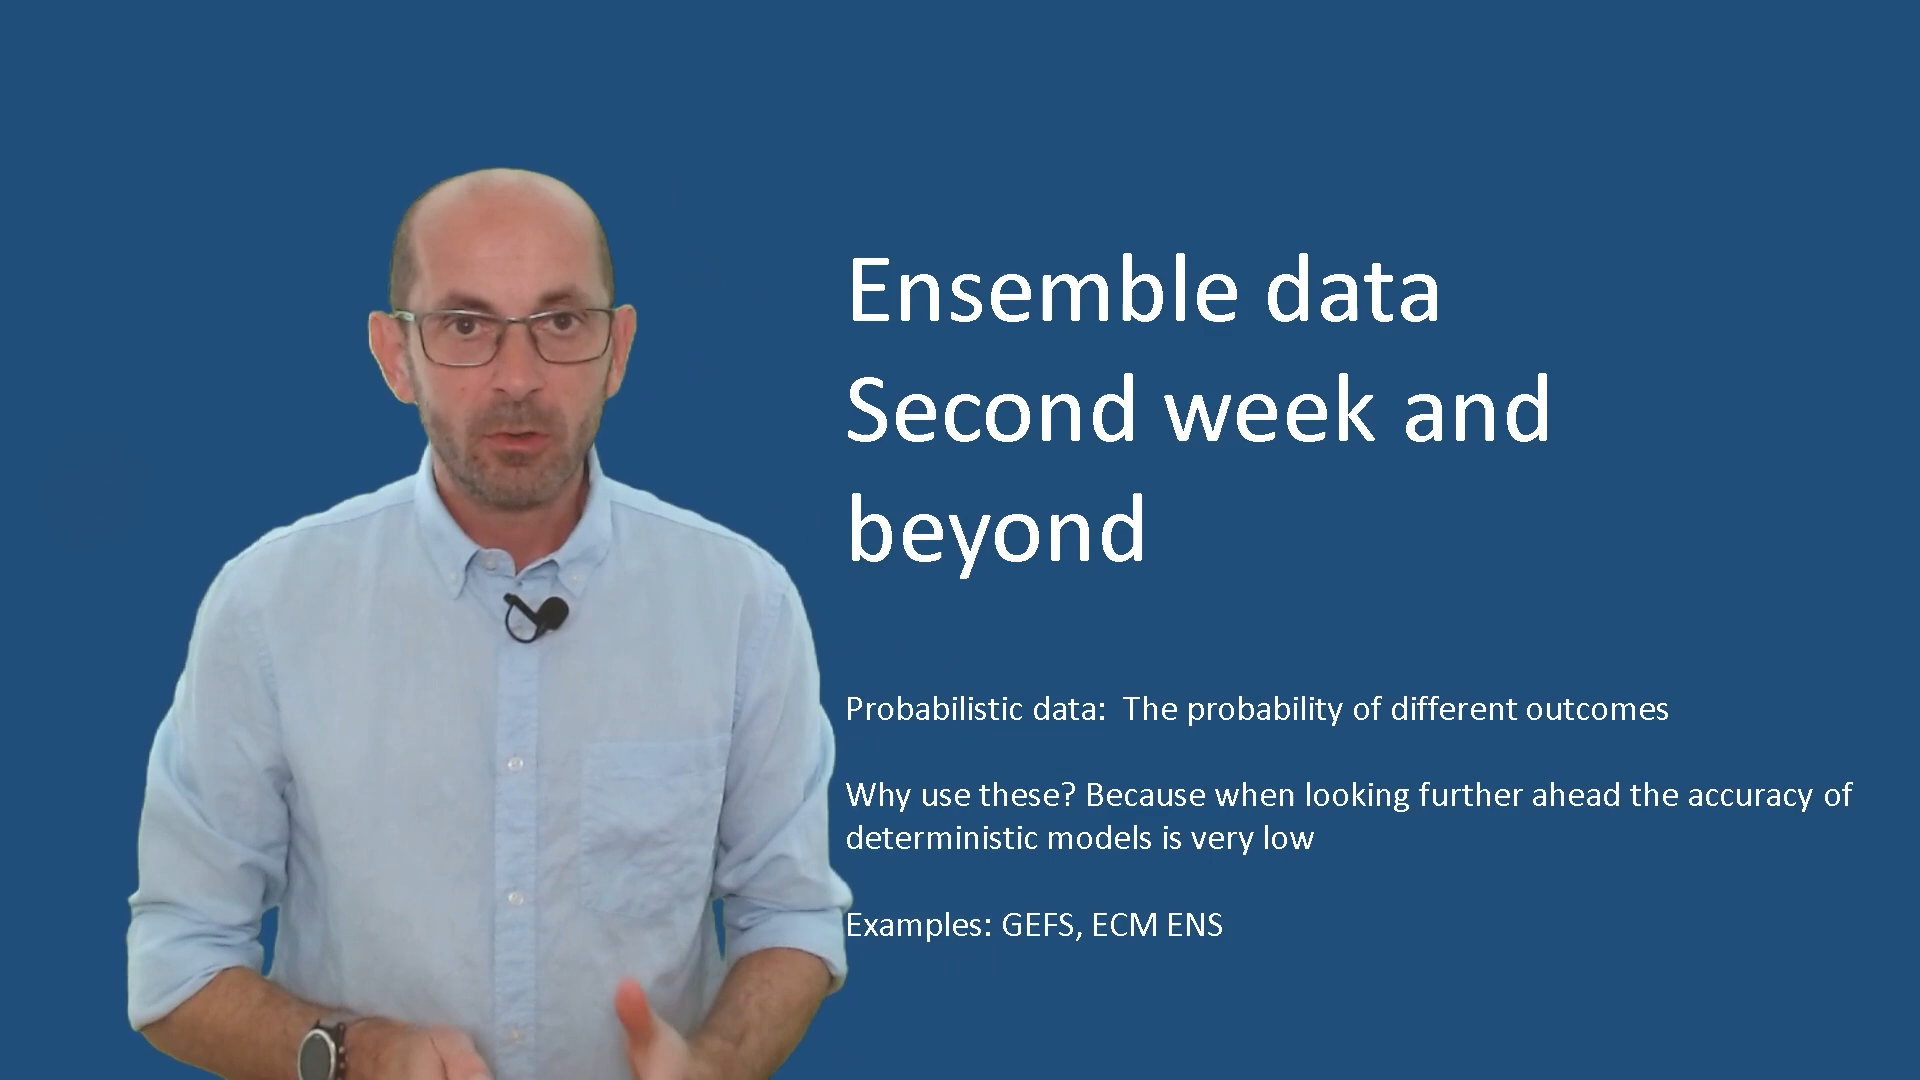 Ensemble data
Second week and
beyond
Probabilistic data:  The probability of different outcomes
Why use these? Because when looking further ahead the accuracy of
deterministic models is very low
Examples: GEFS, ECM ENS